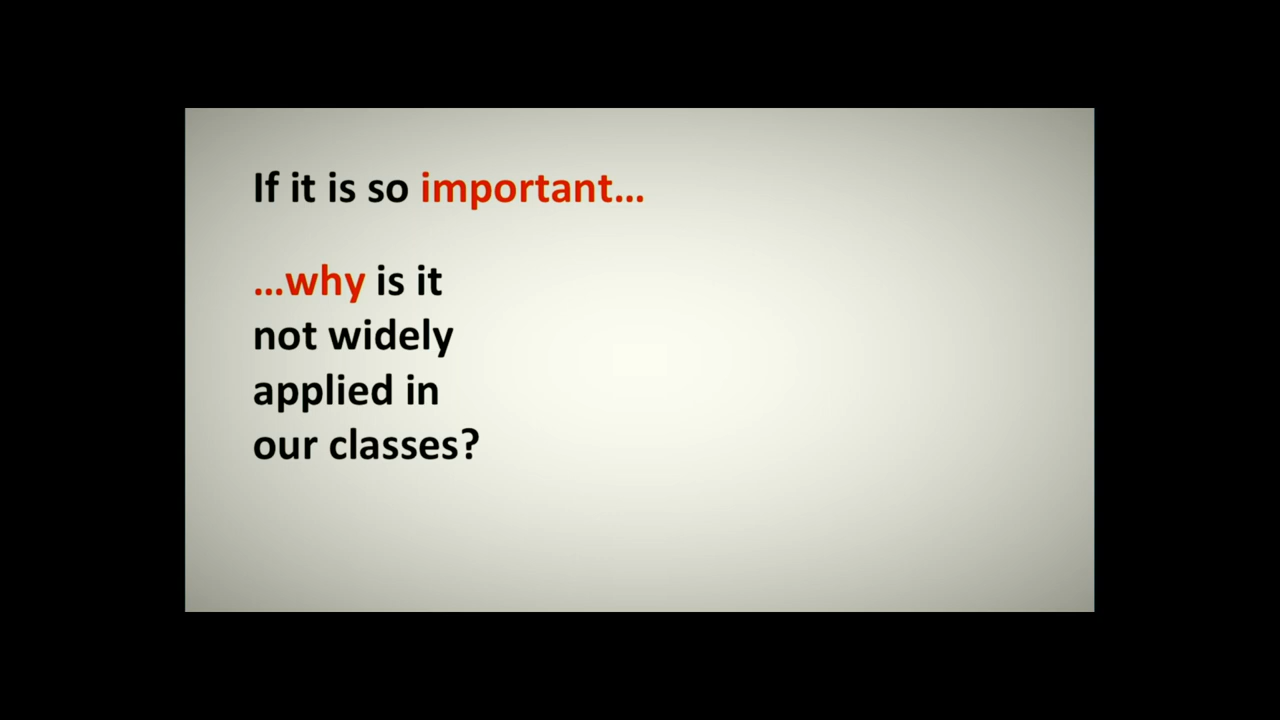 If it is so important…
…why is it
not widely
applied in
our classes?